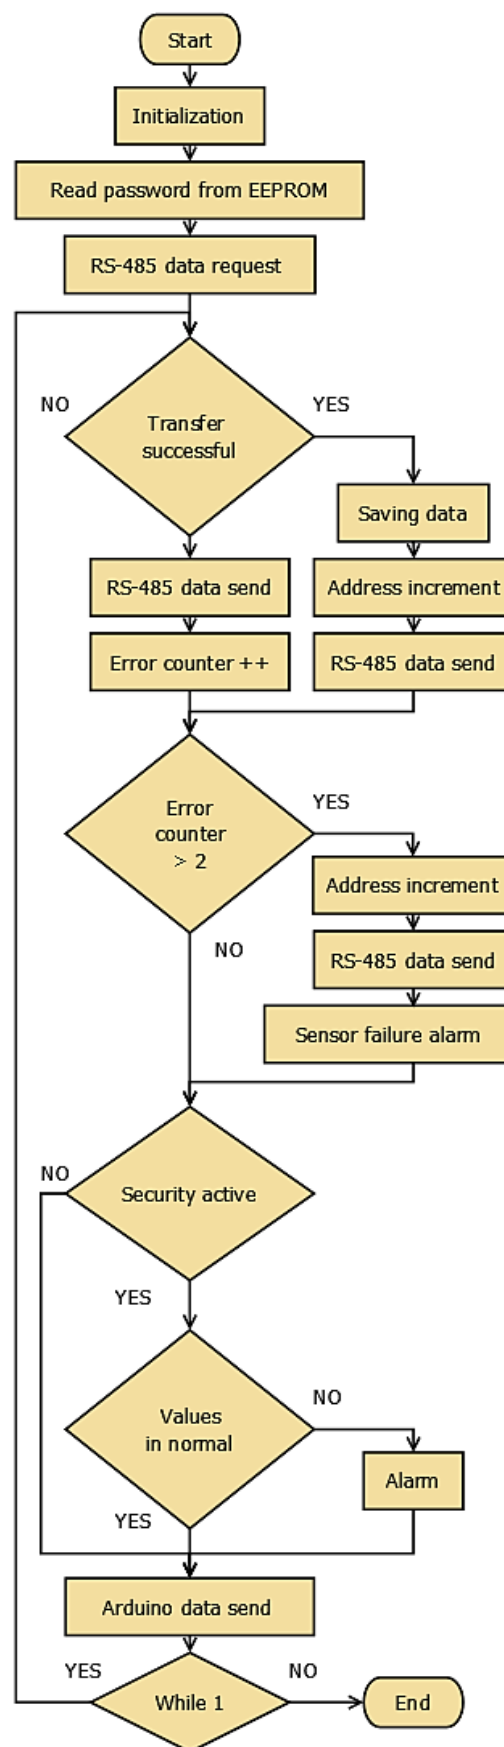 Start
Initialization
Read password from EEPROM
RS-485 data request
NO
YES
Transfer
successful
Saving data
RS-485 data send
Address increment
Error counter ++
RS-485 data send
YES
Error
counter
> 2
Address increment
NO
RS-485 data send
Sensor failure alarm
NO
Security active
YES
NO
Values
in normal
Alarm
YES
Arduino data send
YES
NO
While 1
End